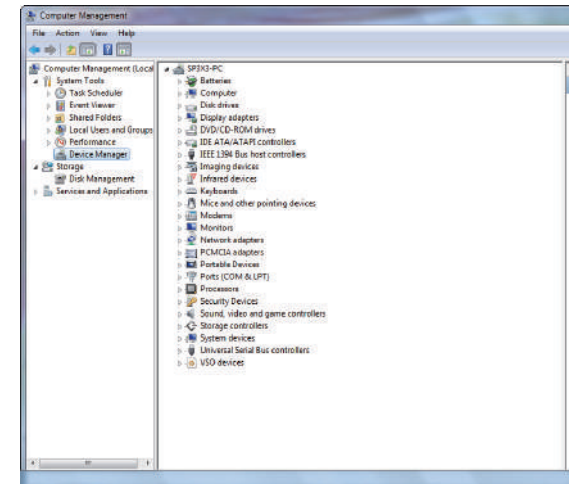 Computer Management
File Action View Help
Computer Management (Local
System Tools
Task Scheduler
Event Viewer
Shared Folders
Local Users and Groups
Performance
Device Manager
Storage
Disk Management
Services and Applications
SP3X3-PC
Batteries
Computer
Disk drives
Display adapters
DVD/CD-ROM drives
IDE ATA/ATAPI controllers
IEEE 1394 Bus host controllers
Imaging devices
Infrared devices
Keyboards
Mice and other pointing devices
Modems
Monitors
Network adapters
PCMCIA adapters
Portable Devices
Ports (COM & LPT)
Processors
Security Devices
Sound, video and game controllers
Storage controllers
System devices
Universal Serial Bus controllers
VSO devices